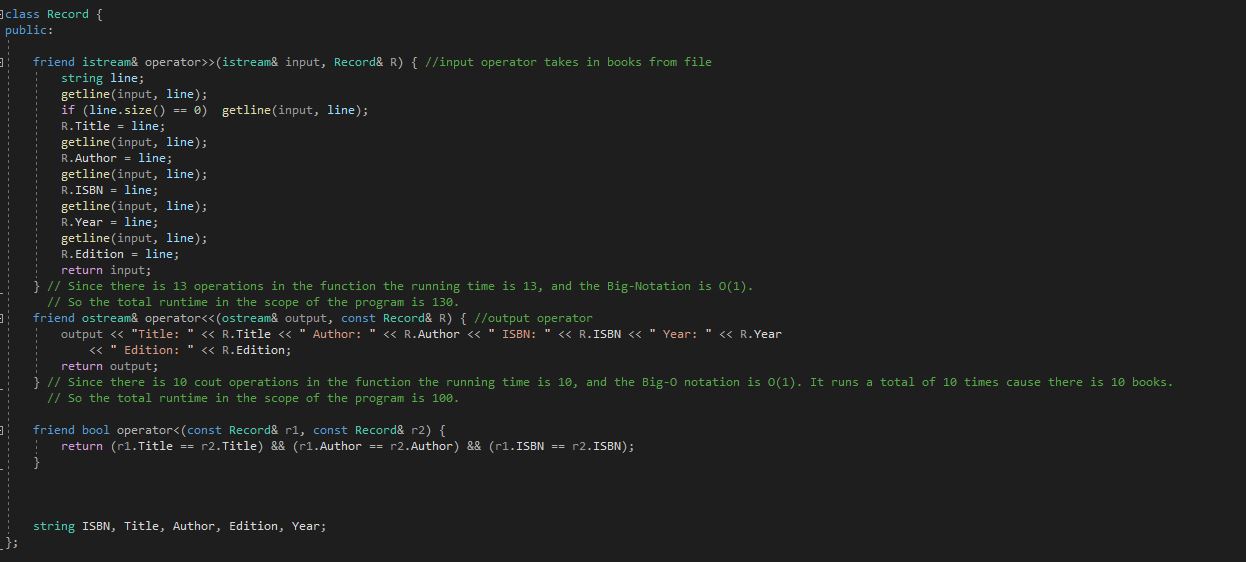 class Record {
public:
friend istream& operator>>(istream& input, Record& R) { //input operator takes in books from file
string line;
getline(input, line);
if (line.size() == 0)  getline(input, line);
R.Title = line;
getline(input, line);
R.Author = line;
getline(input, line);
R.ISBN = line;
getline(input, line);
R.Year = line;
getline(input, line);
R.Edition = line;
return input;
} // Since there is 13 operations in the function the running time is 13, and the Big-Notation is O(1).
// So the total runtime in the scope of the program is 130.
friend ostream& operator<<(ostream& output, const Record& R) { //output operator
output << "Title: " << R.Title << " Author: " << R.Author << " ISBN: " << R.ISBN << " Year: " << R.Year
<< " Edition: " << R.Edition;
return output;
} // Since there is 10 cout operations in the function the running time is 10, and the Big-O notation is O(1). It runs a total of 10 times cause there is 10 books.
// So the total runtime in the scope of the program is 100.
friend bool operator<(const Record& r1, const Record& r2) {
return (r1.Title == r2.Title) && (r1.Author == r2.Author) && (r1.ISBN == r2.ISBN);
}
string ISBN, Title, Author, Edition, Year;
};